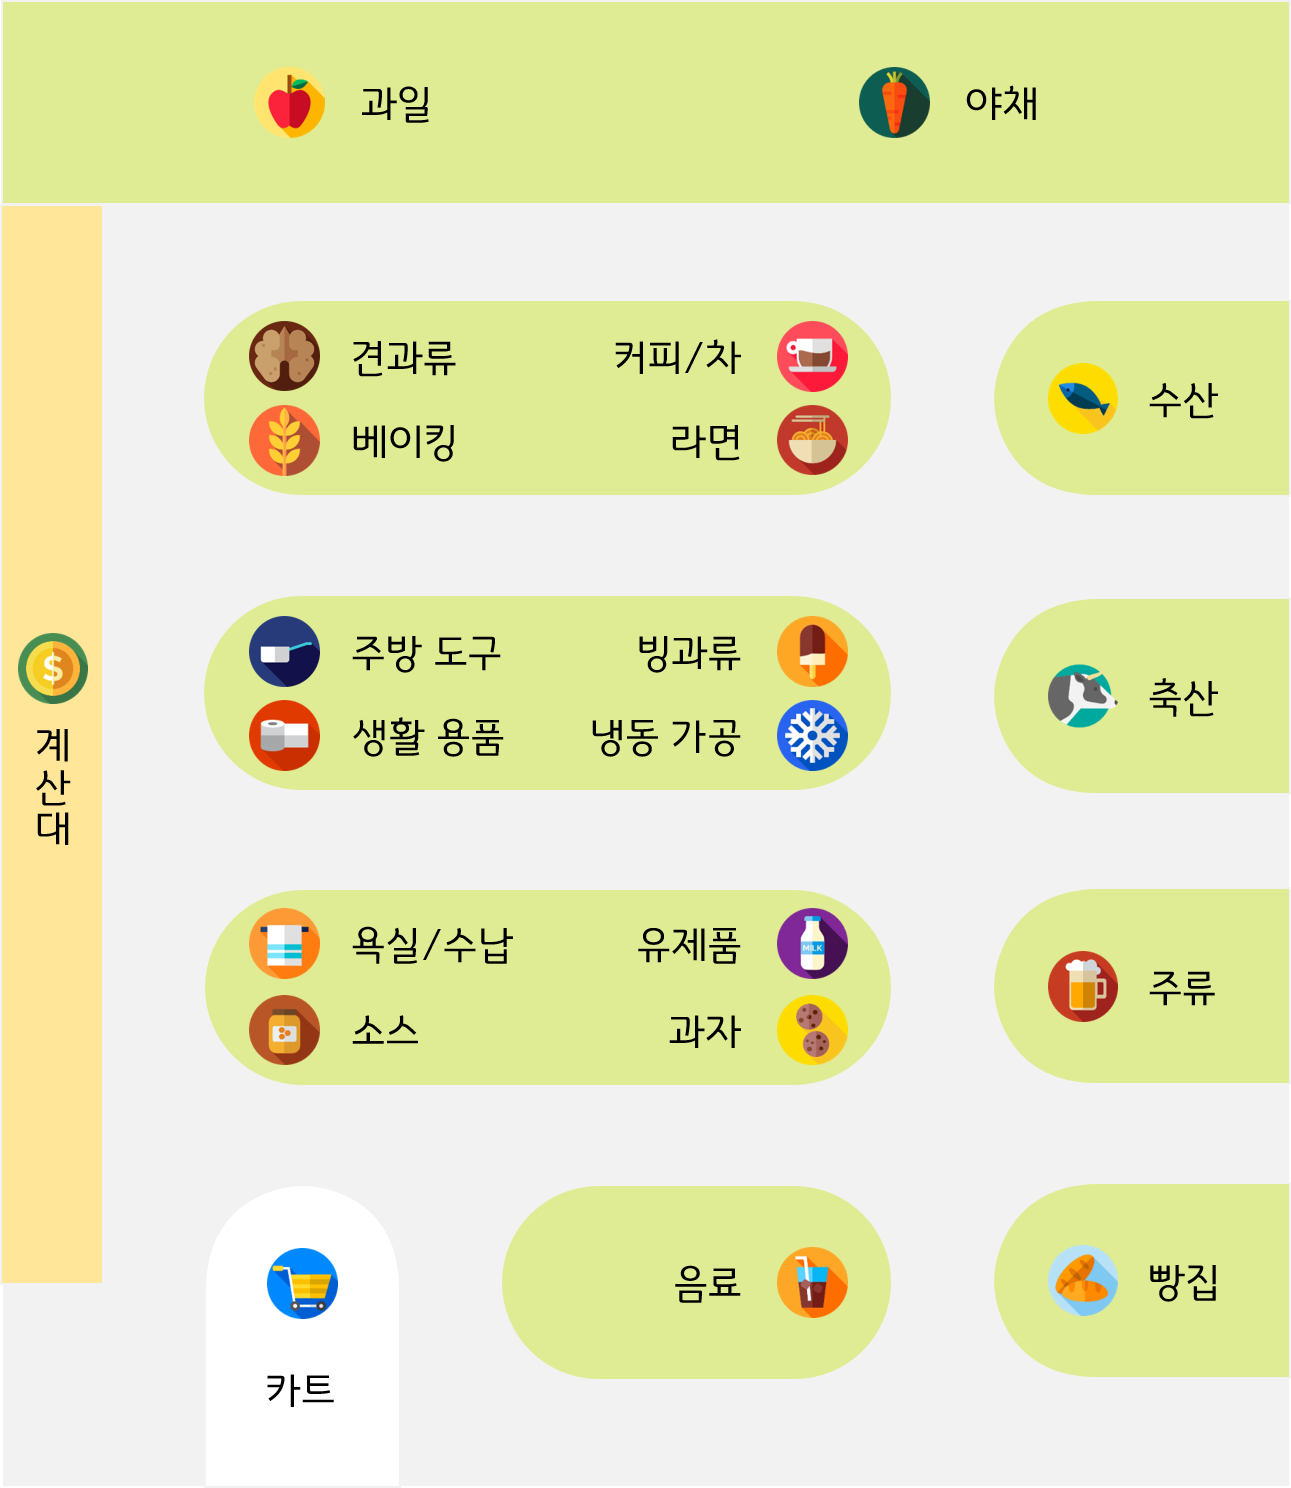 과일
야채
견과류
커피/차
베이킹
라면
수산
주방 도구
빙과류
생활 용품
냉동 가공
축산
$
계
산
대
욕실/수납
유제품
MILK
소스
과자
주류
음료
빵집
카트